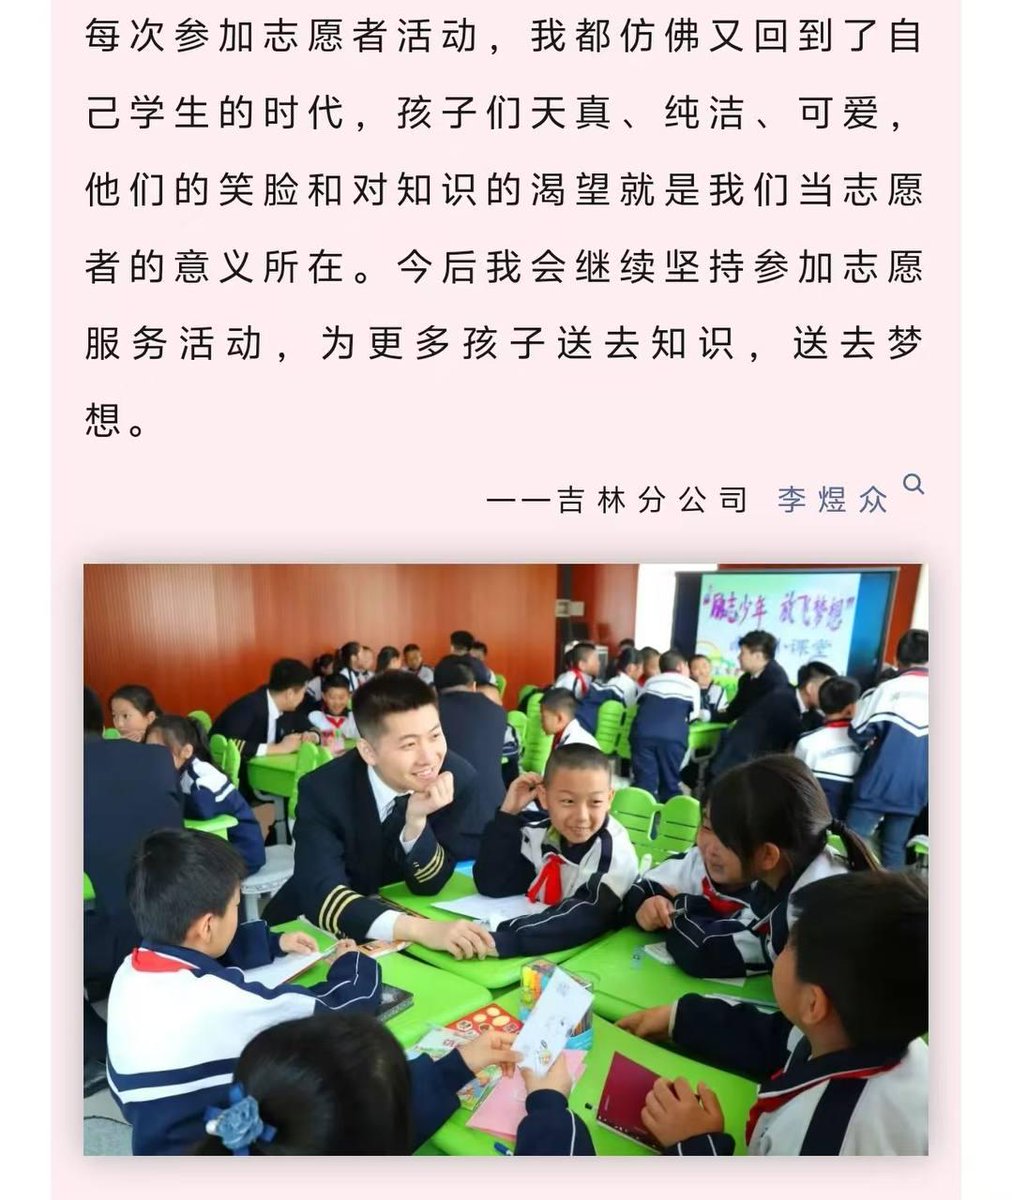 每次参加志愿者活动，我都仿佛又回到了自
己学生的时代，孩子们天真、纯洁、可爱，
他们的笑脸和对知识的渴望就是我们当志愿
者的意义所在。今后我会继续坚持参加志愿
服务活动，为更多孩子送去知识，送去梦
想。
——吉林分公司 李煜众
“励志少年 放飞梦想”
课堂